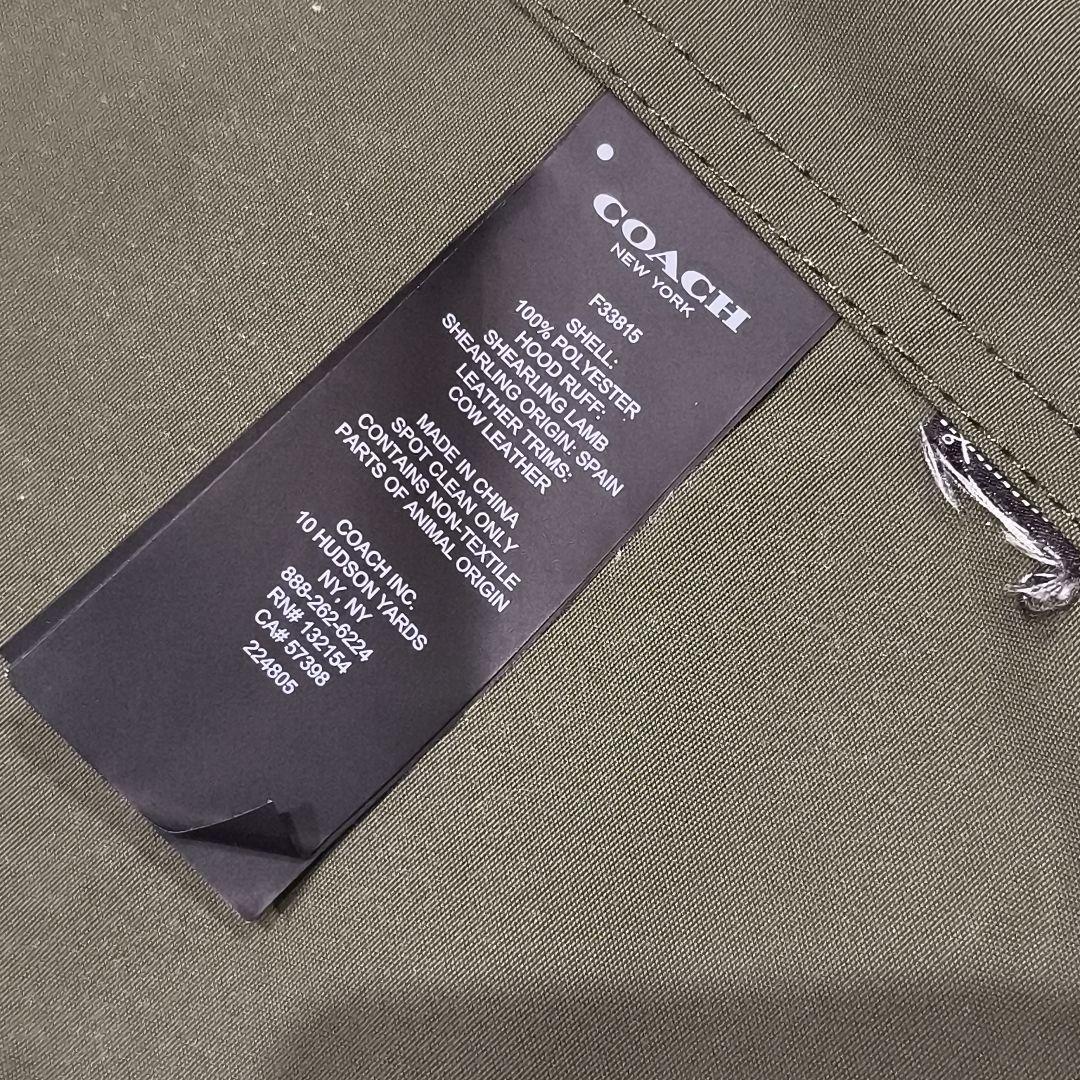 COACH
NEW YORK
F33815
SHELL:
100% POLYESTER
HOOD RUFF:
SHEARLING LAMB
SHEARLING ORIGIN: SPAIN
LEATHER TRIMS:
COW LEATHER
MADE IN CHINA
SPOT CLEAN ONLY
CONTAINS NON-TEXTILE
PARTS OF ANIMAL ORIGIN
COACH INC.
10 HUDSON YARDS
NY, NY
888-262-6224
RN# 132154
CA# 57398
224805